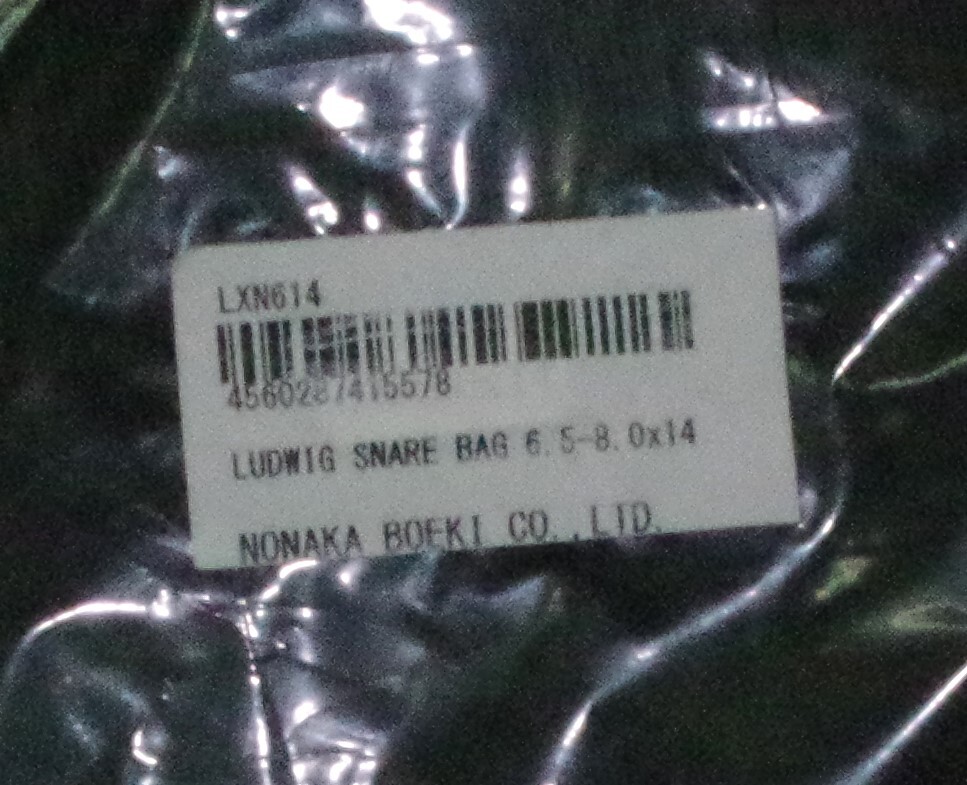 LXN614
4560287415578
LUDWIG SNARE BAG 6.5-8.0x14
NONAKA BOEKI CO.,LTD.